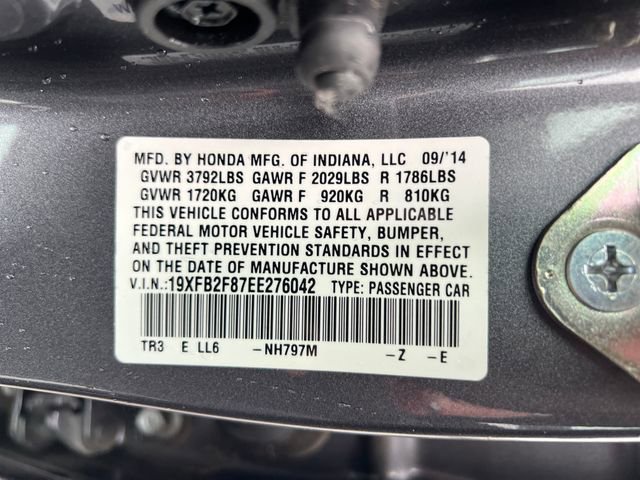 MFD. BY HONDA MFG. OF INDIANA, LLC 09/'14
GVWR 3792LBS GAWR F 2029LBS R 1786LBS
GVWR 1720KG GAWR F 920KG R 810KG
THIS VEHICLE CONFORMS TO ALL APPLICABLE
FEDERAL MOTOR VEHICLE SAFETY, BUMPER,
AND THEFT PREVENTION STANDARDS IN EFFECT
ON THE DATE OF MANUFACTURE SHOWN ABOVE.
V.I.N.:19XFB2F87EE276042 TYPE: PASSENGER CAR
TR3 E LL6 -NH797M -Z -E